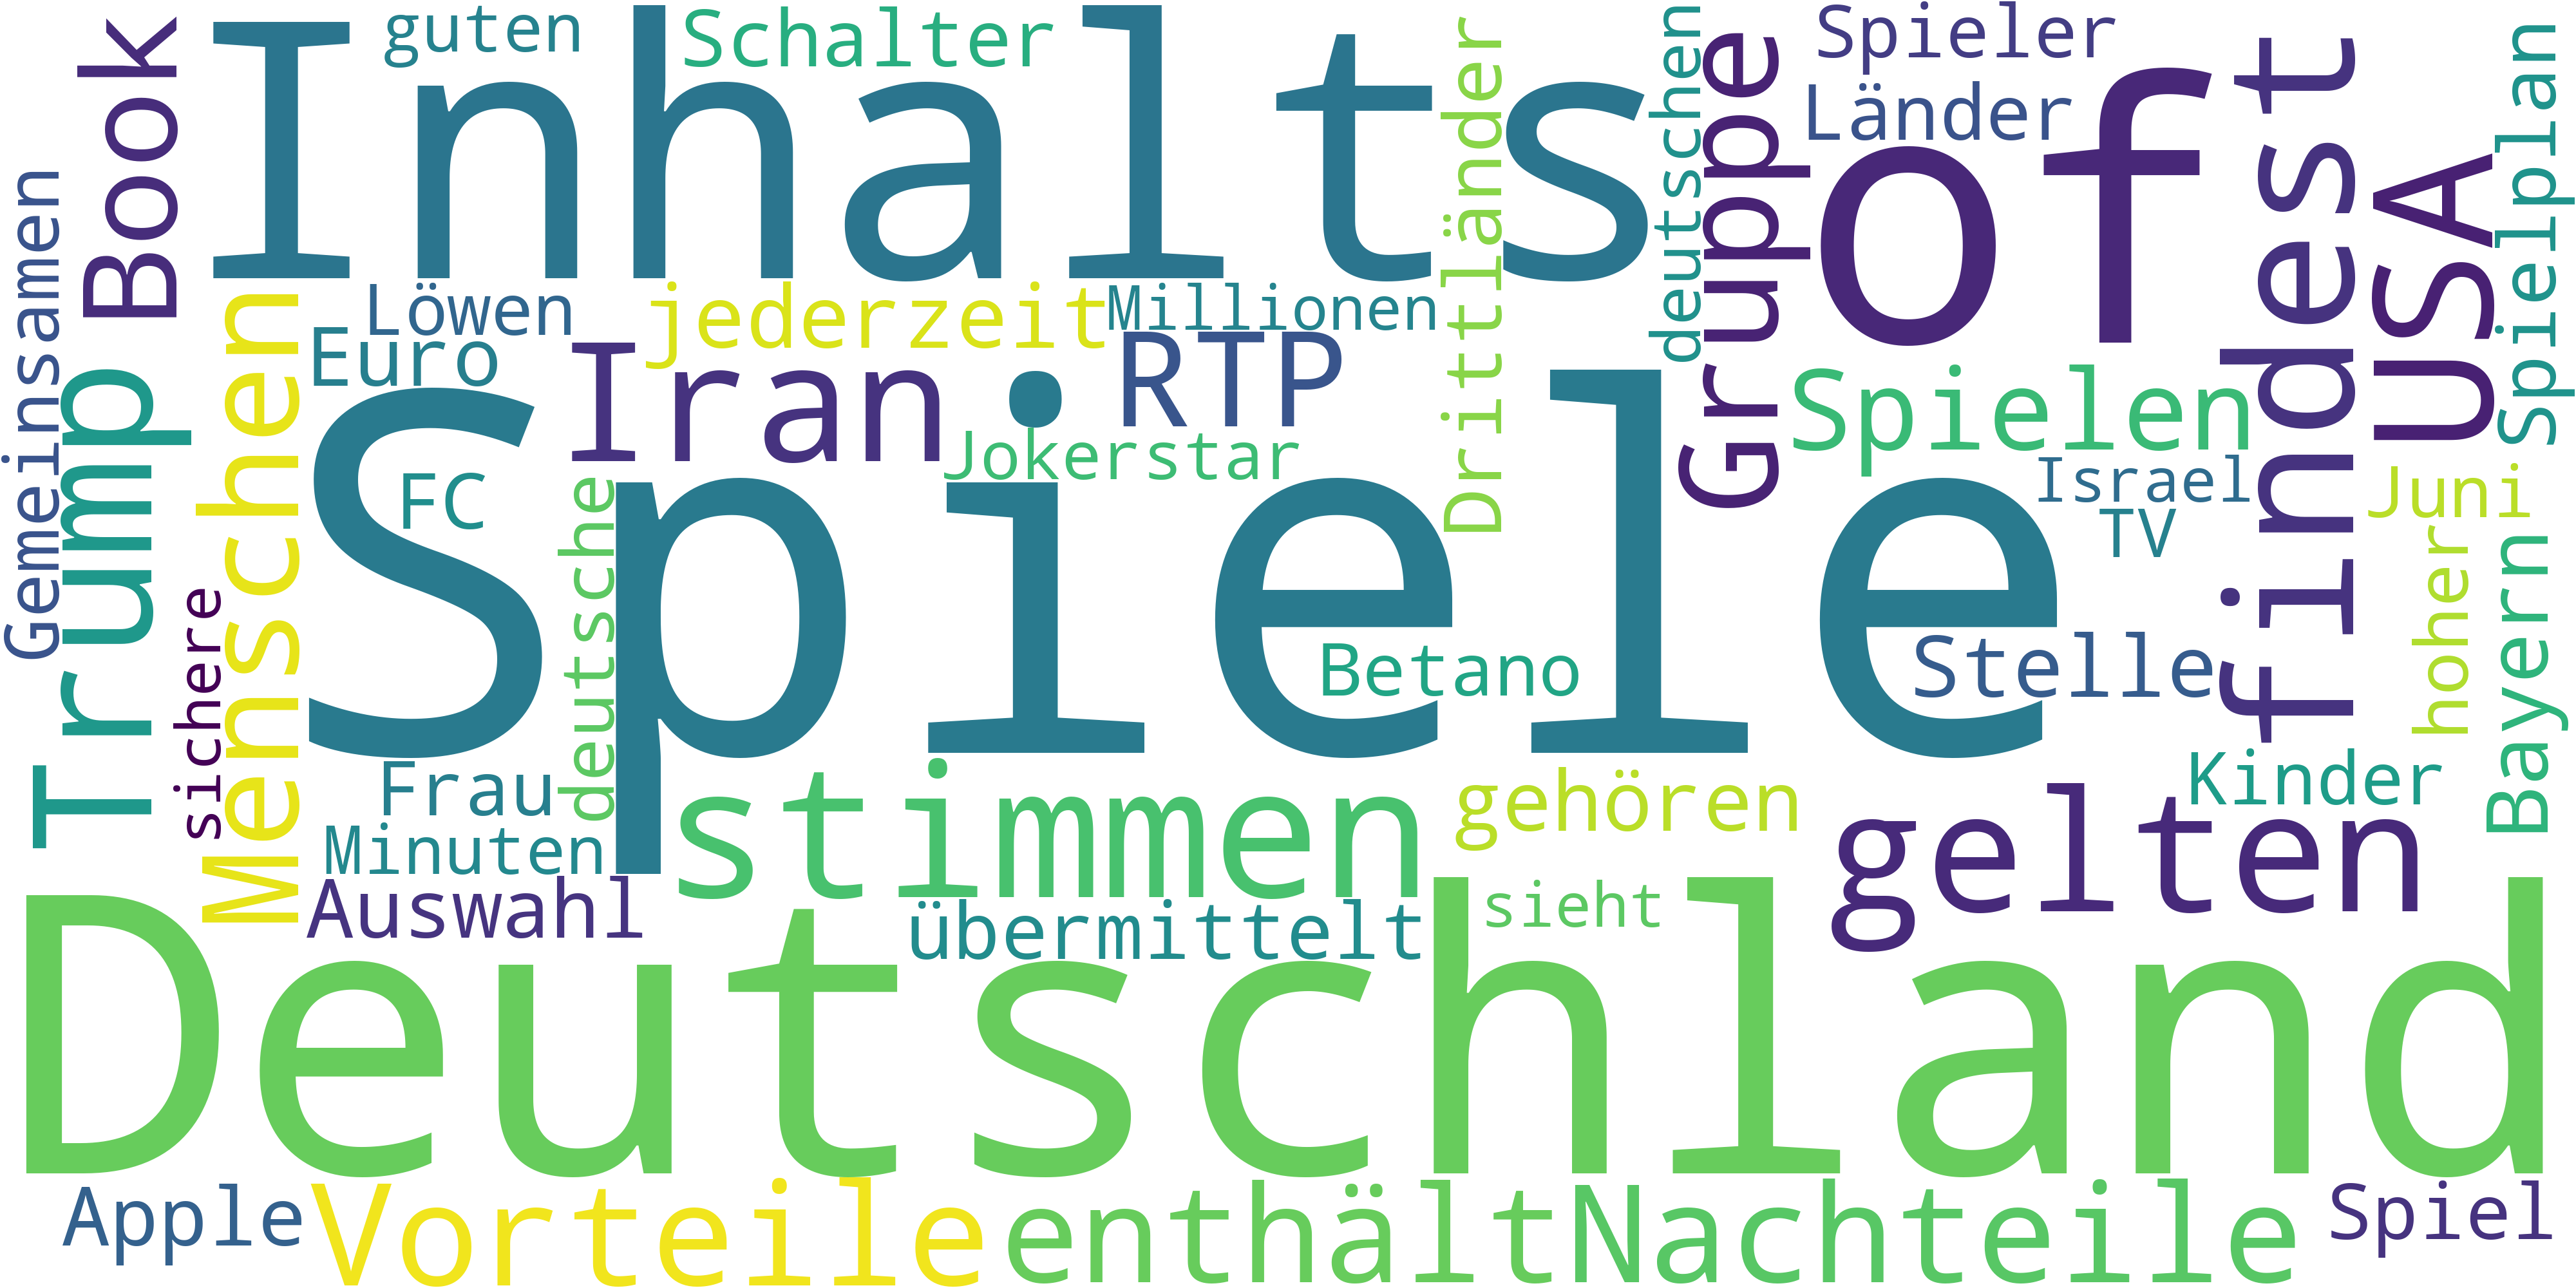 guten
Schalter
Spieler
Inhalts
of
Länder
Book
Gruppe
findest
USA
Spielplan
deutschen
Drittländer
Gemeinsamen
Menschen
Löwen
jederzeit
Millionen
Euro
Iran
RTP
Spielen
Trump
Jokerstar
FC
Israel
Juni
TV
Spiele
deutsche
sichere
Betano
Stelle
hoher
Bayern
Frau
Minuten
stimmen
gehören
Kinder
gelten
Auswahl
übermittelt
sieht
Deutschland
Apple
Vorteile
enthält
Nachteile
Spiel